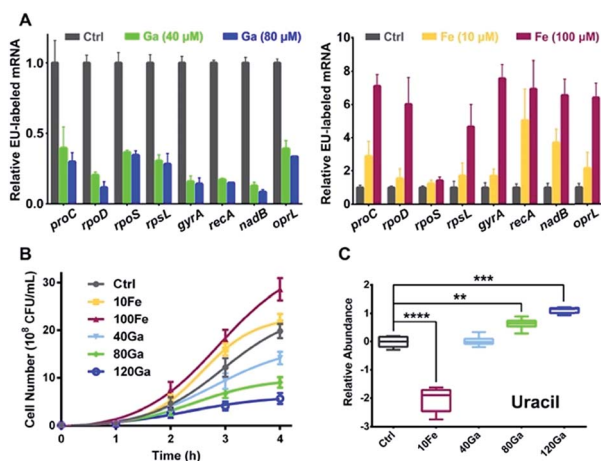 A
Ctrl Ga (40 μM) Ga (80 μM)
Relative EU-labeled mRNA
1.0
0.5
0.0
proC rpoD rpoS rpsL gyrA recA nadB oprL
Ctrl Fe (10 μM) Fe (100 μM)
Relative EU-labeled mRNA
10
8
6
4
2
0
proC rpoD rpoS rpsL gyrA recA nadB oprL
B
Cell Number (10⁸ CFU/mL)
30
20
10
0
Ctrl
10Fe
100Fe
40Ga
80Ga
120Ga
0 1 2 3 4
Time (h)
C
Relative Abundance
2
1
0
-1
-2
-3
***
**
****
Uracil
Ctrl 10Fe 40Ga 80Ga 120Ga